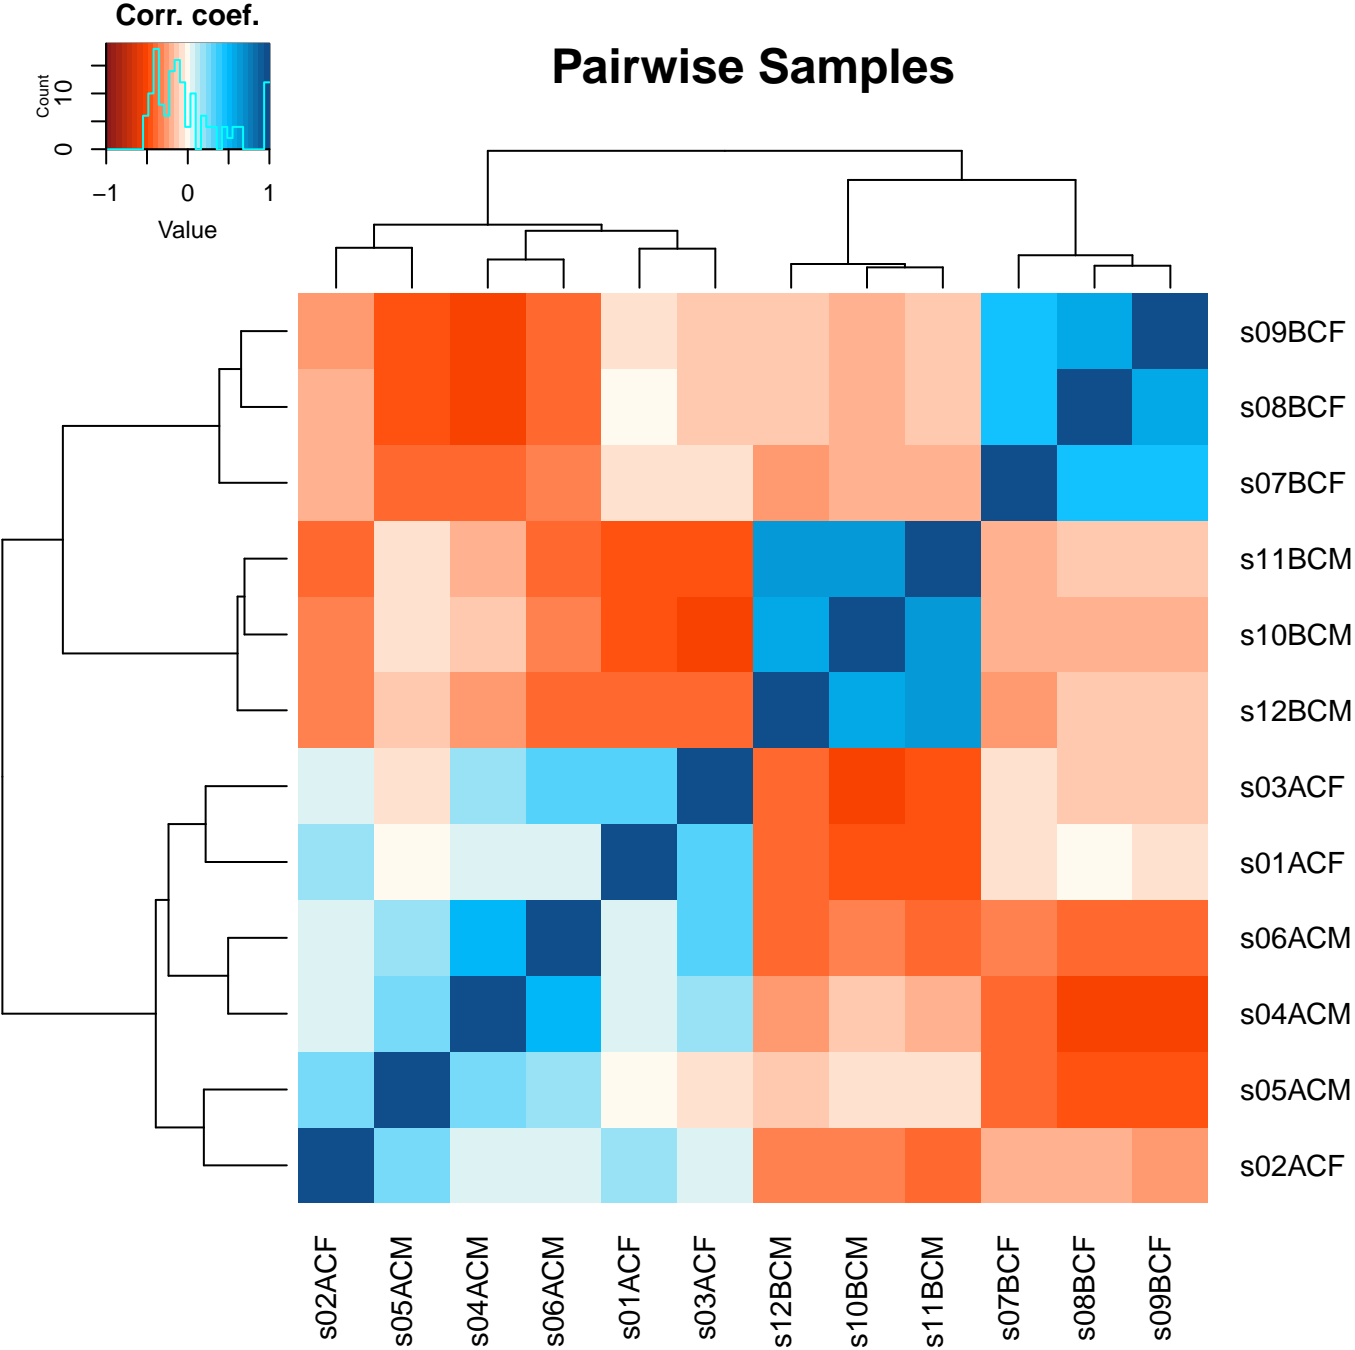 Corr. coef.
Pairwise Samples
Count
0
10
−1
0
1
Value
s09BCF
s08BCF
s07BCF
s11BCM
s10BCM
s12BCM
s03ACF
s01ACF
s06ACM
s04ACM
s05ACM
s02ACF
s02ACF
s05ACM
s04ACM
s06ACM
s01ACF
s03ACF
s12BCM
s10BCM
s11BCM
s07BCF
s08BCF
s09BCF